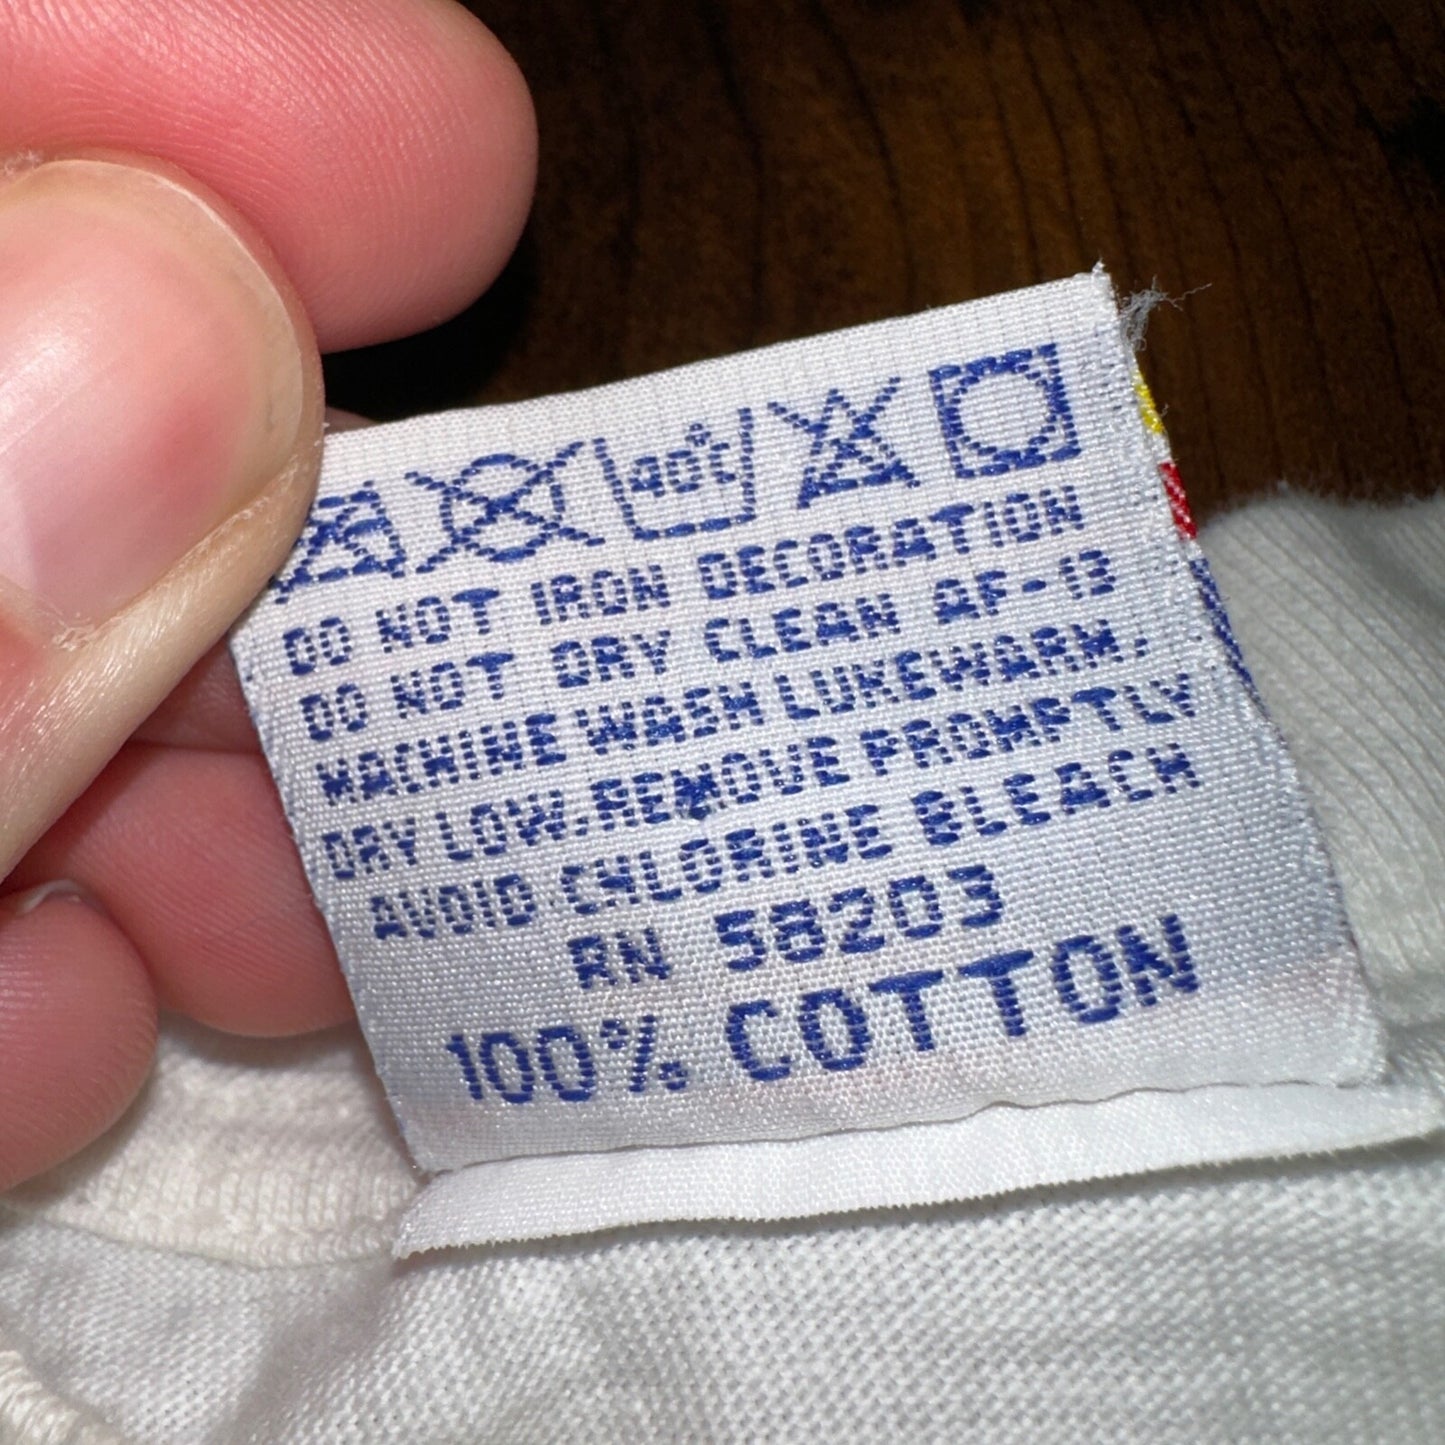 40°C
DO NOT IRON DECORATION
DO NOT DRY CLEAN AF-13
MACHINE WASH LUKEWARM,
DRY LOW. REMOVE PROMPTLY
AVOID CHLORINE BLEACH
RN 58203
100% COTTON